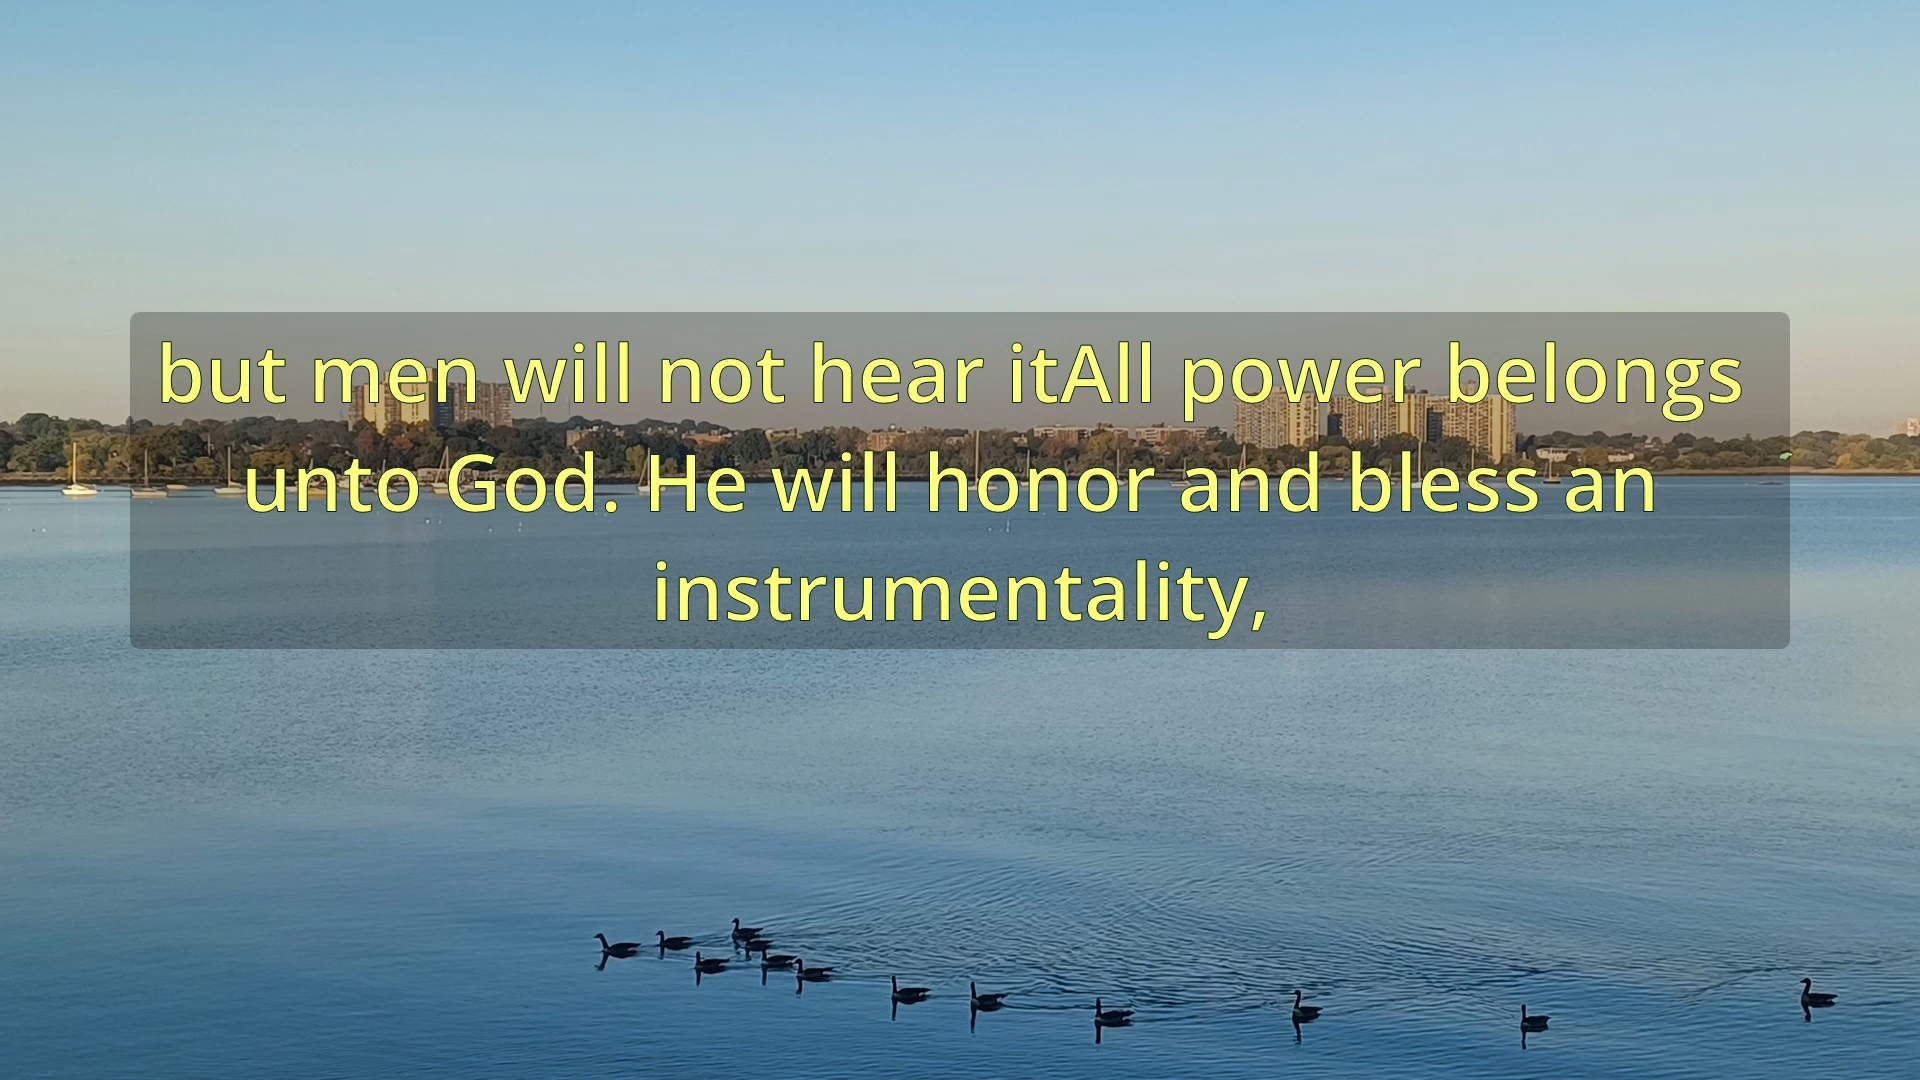 but men will not hear itAll power belongs
unto God. He will honor and bless an
instrumentality,